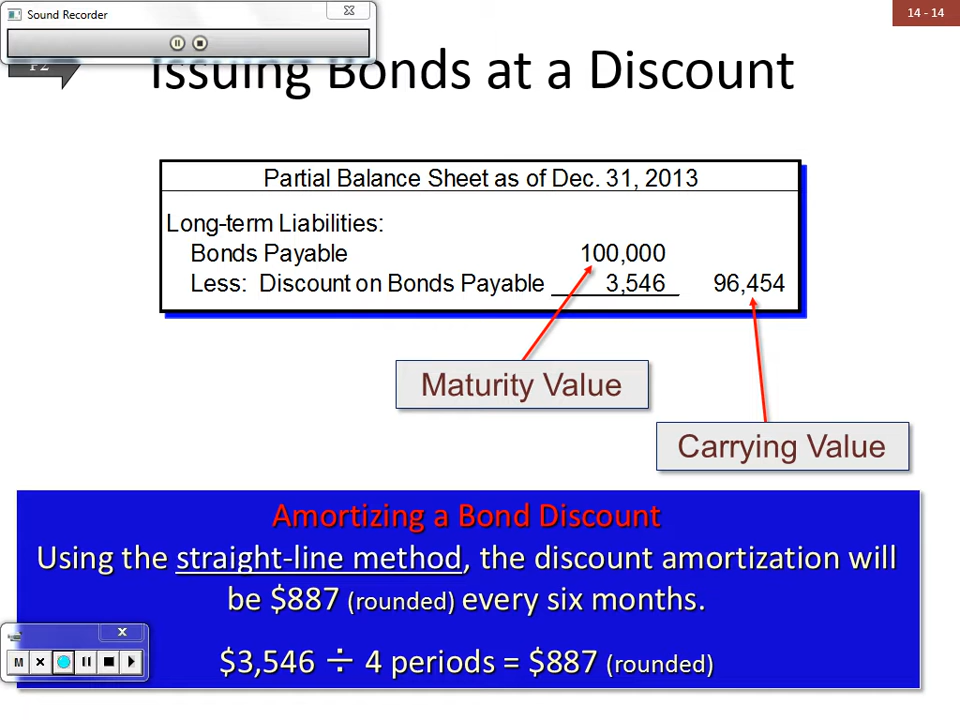 Sound Recorder
14 - 14
Issuing Bonds at a Discount
Partial Balance Sheet as of Dec. 31, 2013
Long-term Liabilities:
Bonds Payable 100,000
Less: Discount on Bonds Payable 3,546 96,454
Maturity Value
Carrying Value
Amortizing a Bond Discount
Using the straight-line method, the discount amortization will
be $887 (rounded) every six months.
$3,546 ÷ 4 periods = $887 (rounded)
M